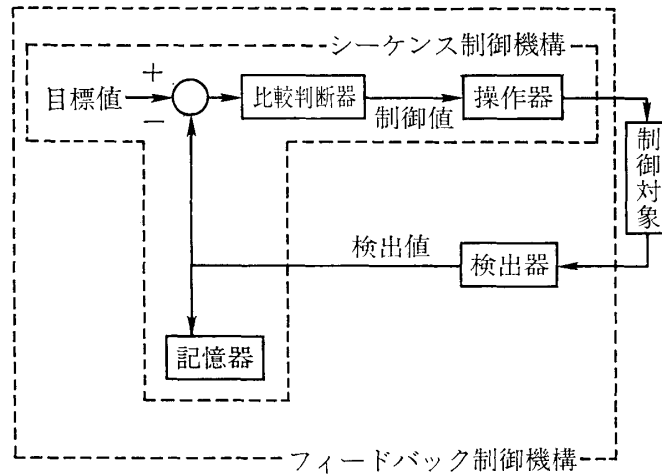 シーケンス制御機構
+
目標値
−
比較判断器
制御値
操作器
制御対象
検出値
検出器
記憶器
フィードバック制御機構